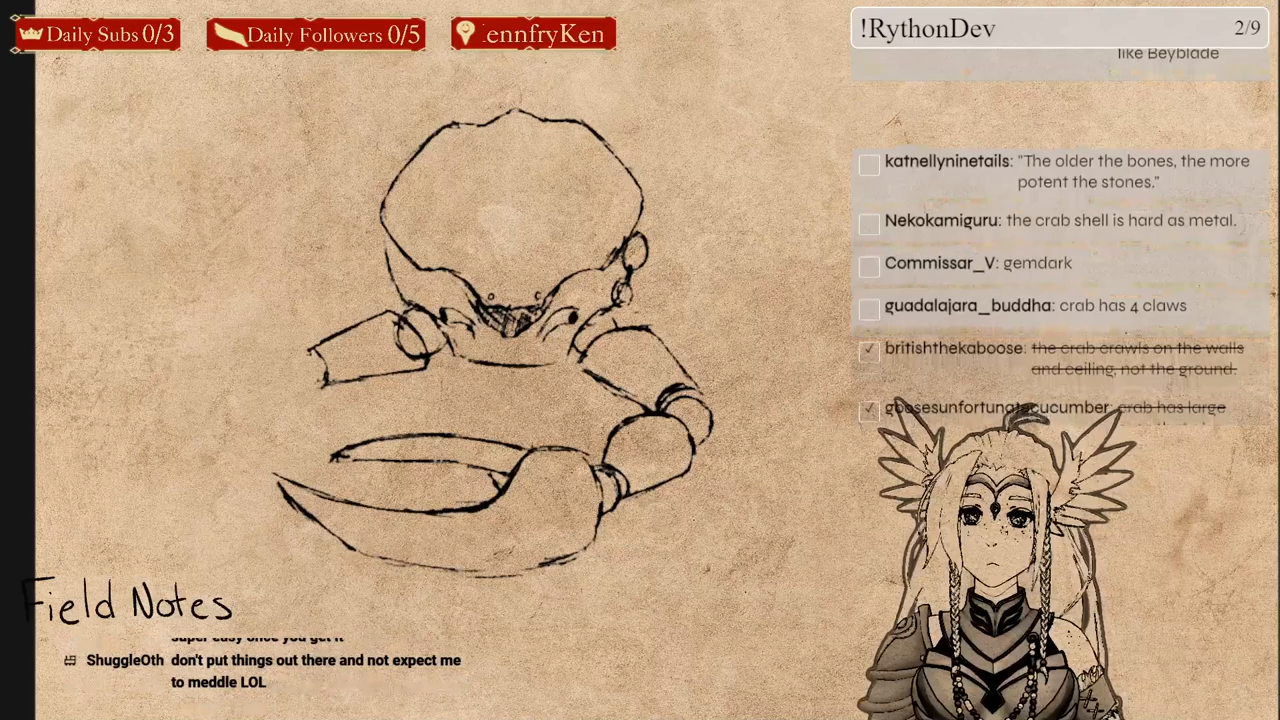 Daily Subs 0/3
Daily Followers 0/5
ennfryKen
!RythonDev
2/9
like Beyblade
katnellyninetails: "The older the bones, the more
potent the stones."
Nekokamiguru: the crab shell is hard as metal.
Commissar_V: gemdark
guadalajara_buddha: crab has 4 claws
britishthekaboose: the crab crawls on the walls
and ceiling, not the ground.
goosesunfortunatecucumber: crab has large
Field Notes
super easy once you get it
ShuggleOth don't put things out there and not expect me
to meddle LOL